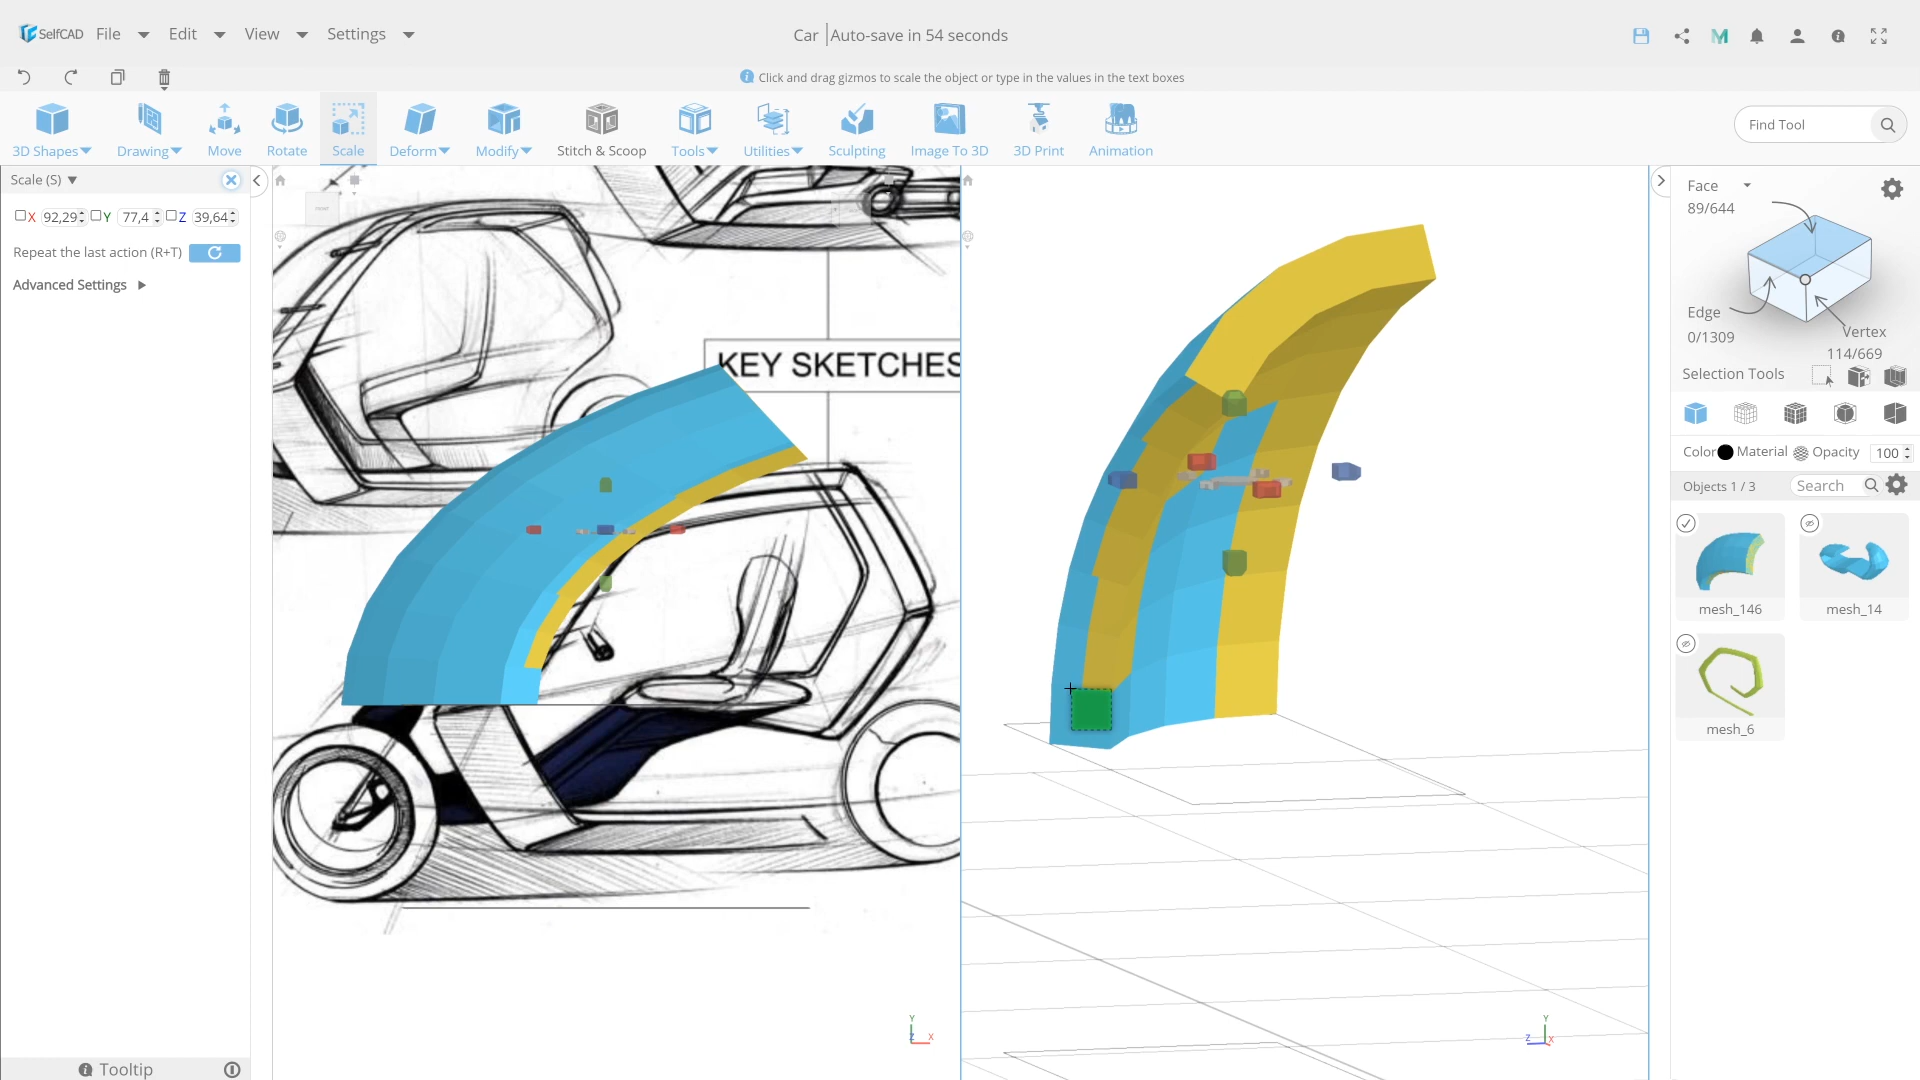 SelfCAD File Edit View Settings
Car Auto-save in 54 seconds
Click and drag gizmos to scale the object or type in the values in the text boxes
3D Shapes Drawing Move Rotate Scale Deform Modify Stitch & Scoop Tools Utilities Sculpting Image To 3D 3D Print Animation
Find Tool
Scale (S)
X 92,29 Y 77,4 Z 39,64
Repeat the last action (R+T)
Advanced Settings
Tooltip
FRONT
KEY SKETCHES
Y
Z X
Y
Z X
Face
89/644
Edge
0/1309
Vertex
114/669
Selection Tools
Color Material Opacity 100
Objects 1 / 3 Search
mesh_146 mesh_14
mesh_6